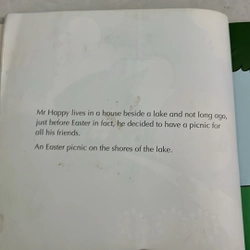 Mr Hoppy lives in a house beside a lake and not long ago,
just before Easter in fact, he decided to have a picnic for
all his friends.
An Easter picnic on the shores of the lake.